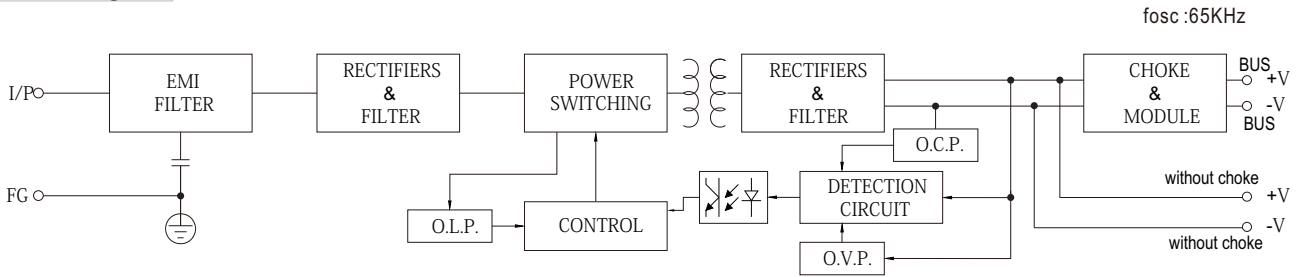 fosc :65KHz
I/P
EMI
FILTER
RECTIFIERS
&
FILTER
POWER
SWITCHING
RECTIFIERS
&
FILTER
CHOKE
&
MODULE
BUS
+V
-V
BUS
O.C.P.
FG
O.L.P.
CONTROL
DETECTION
CIRCUIT
O.V.P.
without choke
+V
-V
without choke